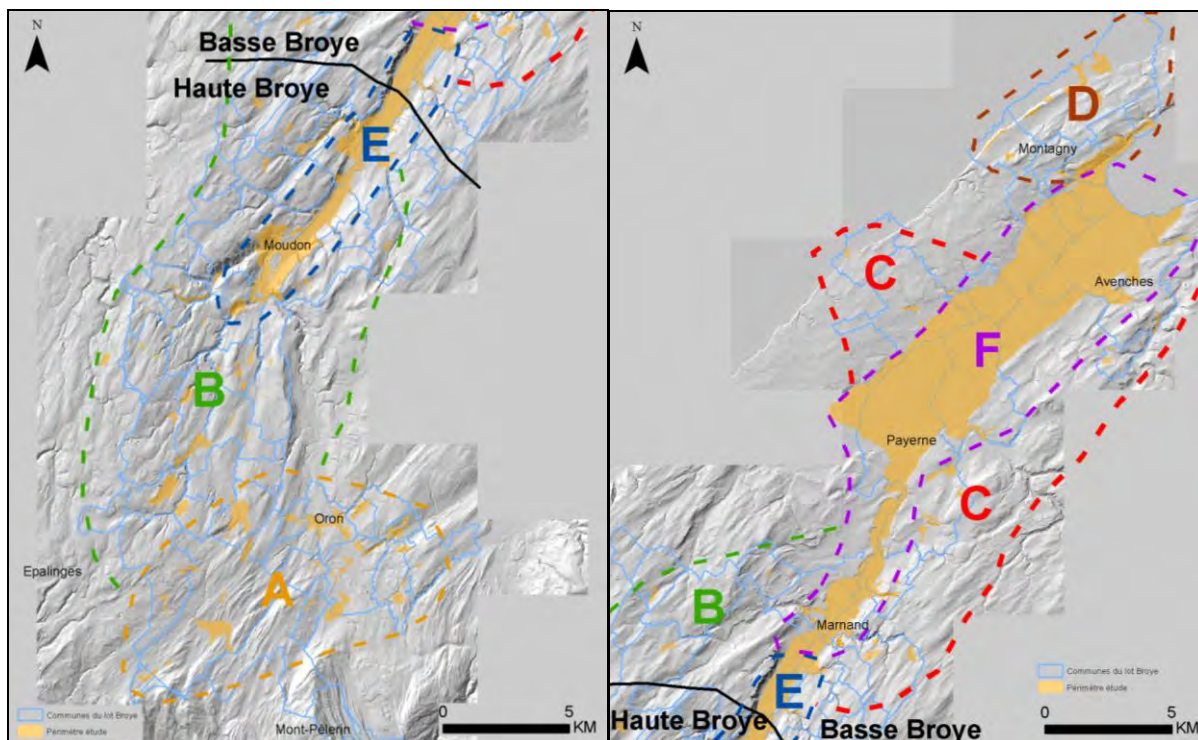 N
Basse Broye
Haute Broye
E
Moudon
B
Oron
Epalinges
A
Communes du lot Broye
Périmètre étude
Mont-Pèlerin
0 5
KM
N
D
Montagny
C
Avenches
F
Payerne
C
B
Marnand
E
Communes du lot Broye
Périmètre étude
0 5
KM
Haute Broye
Basse Broye